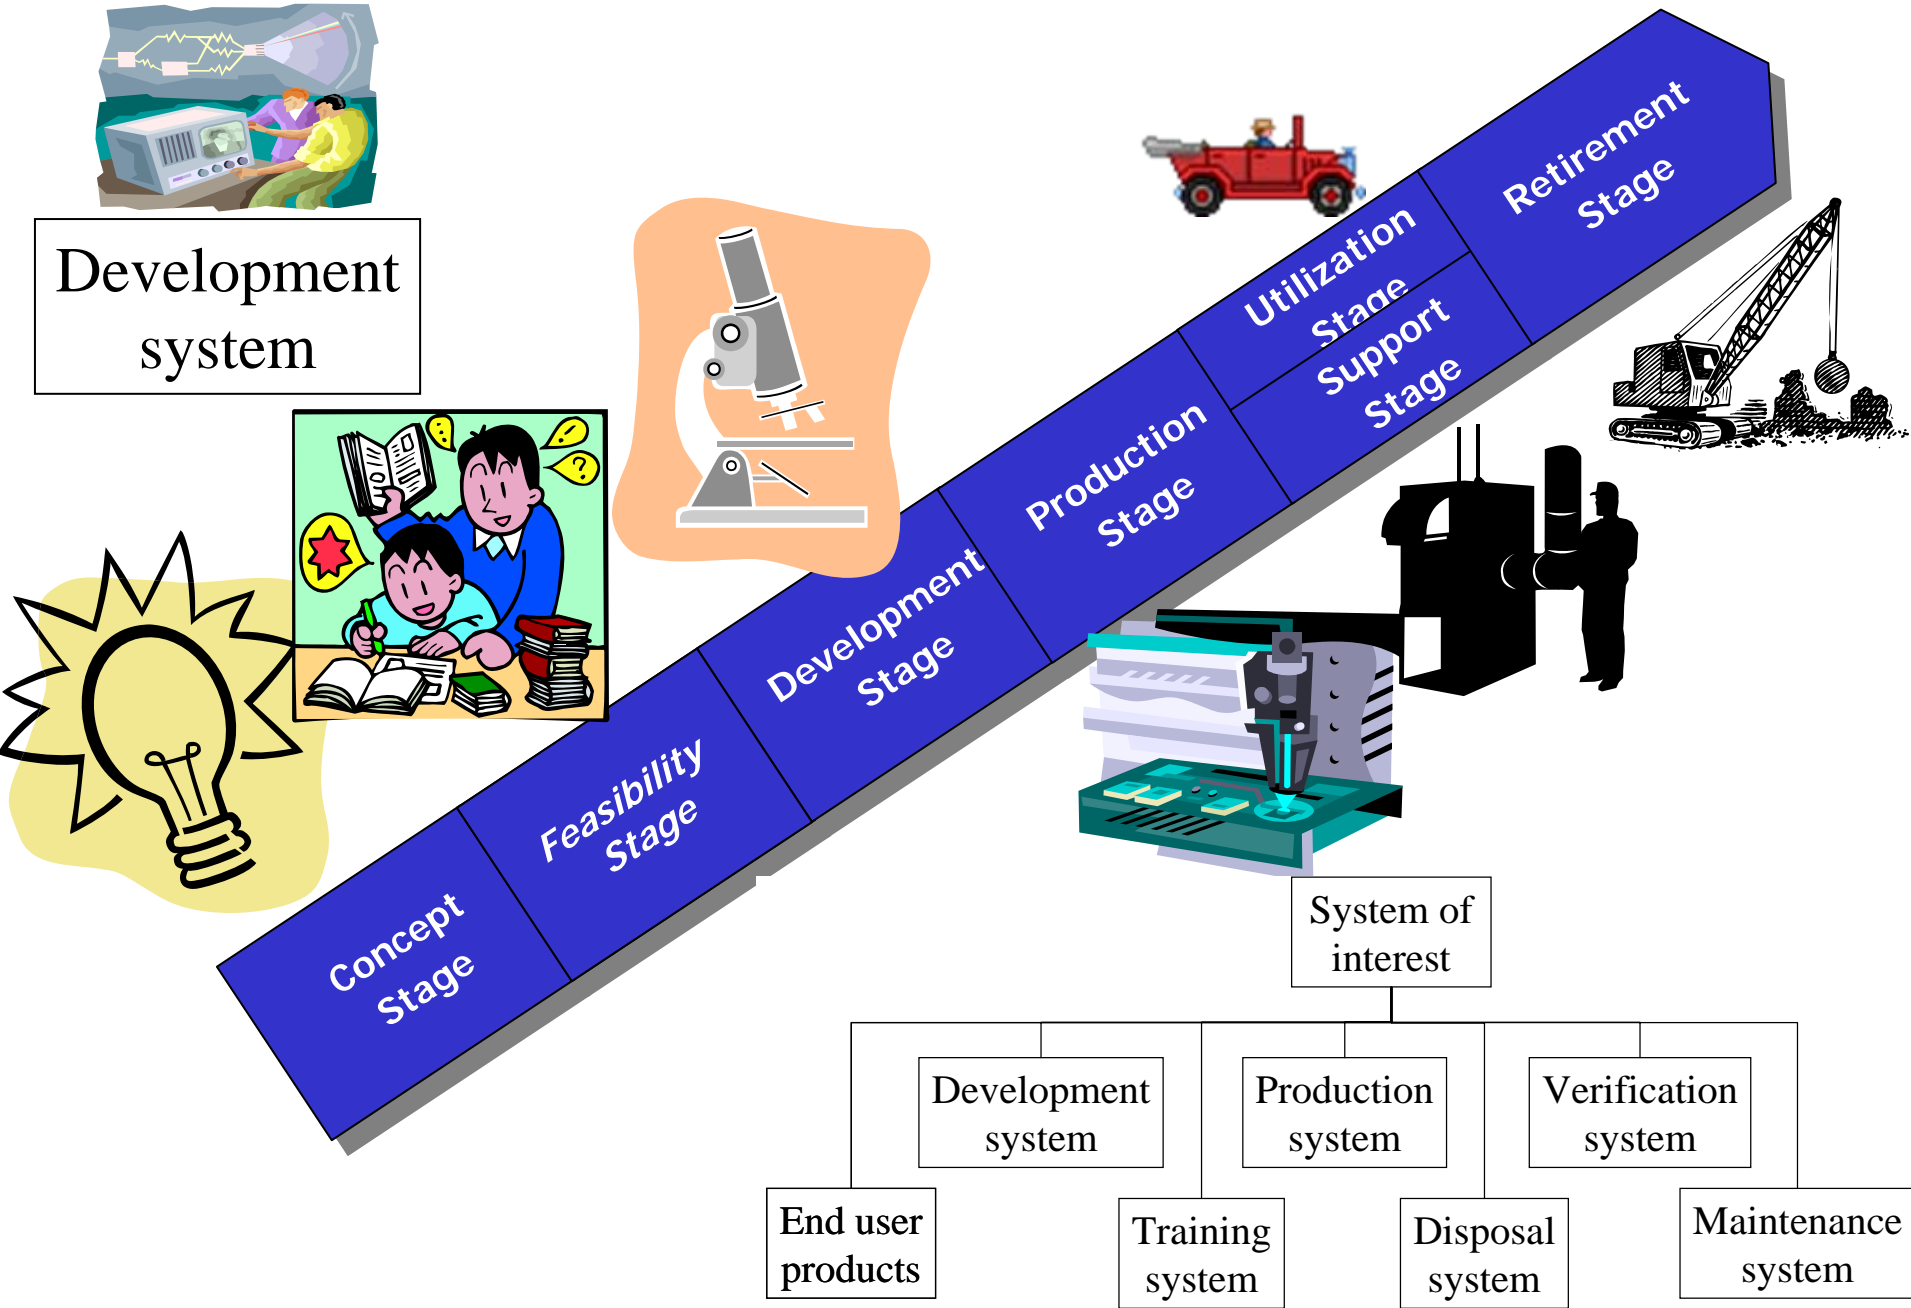 Development
system
Concept
Stage
Feasibility
Stage
Development
Stage
Production
Stage
Utilization
Stage
Support
Stage
Retirement
Stage
? 
System of
interest
Development
system
Production
system
Verification
system
End user
products
Training
system
Disposal
system
Maintenance
system